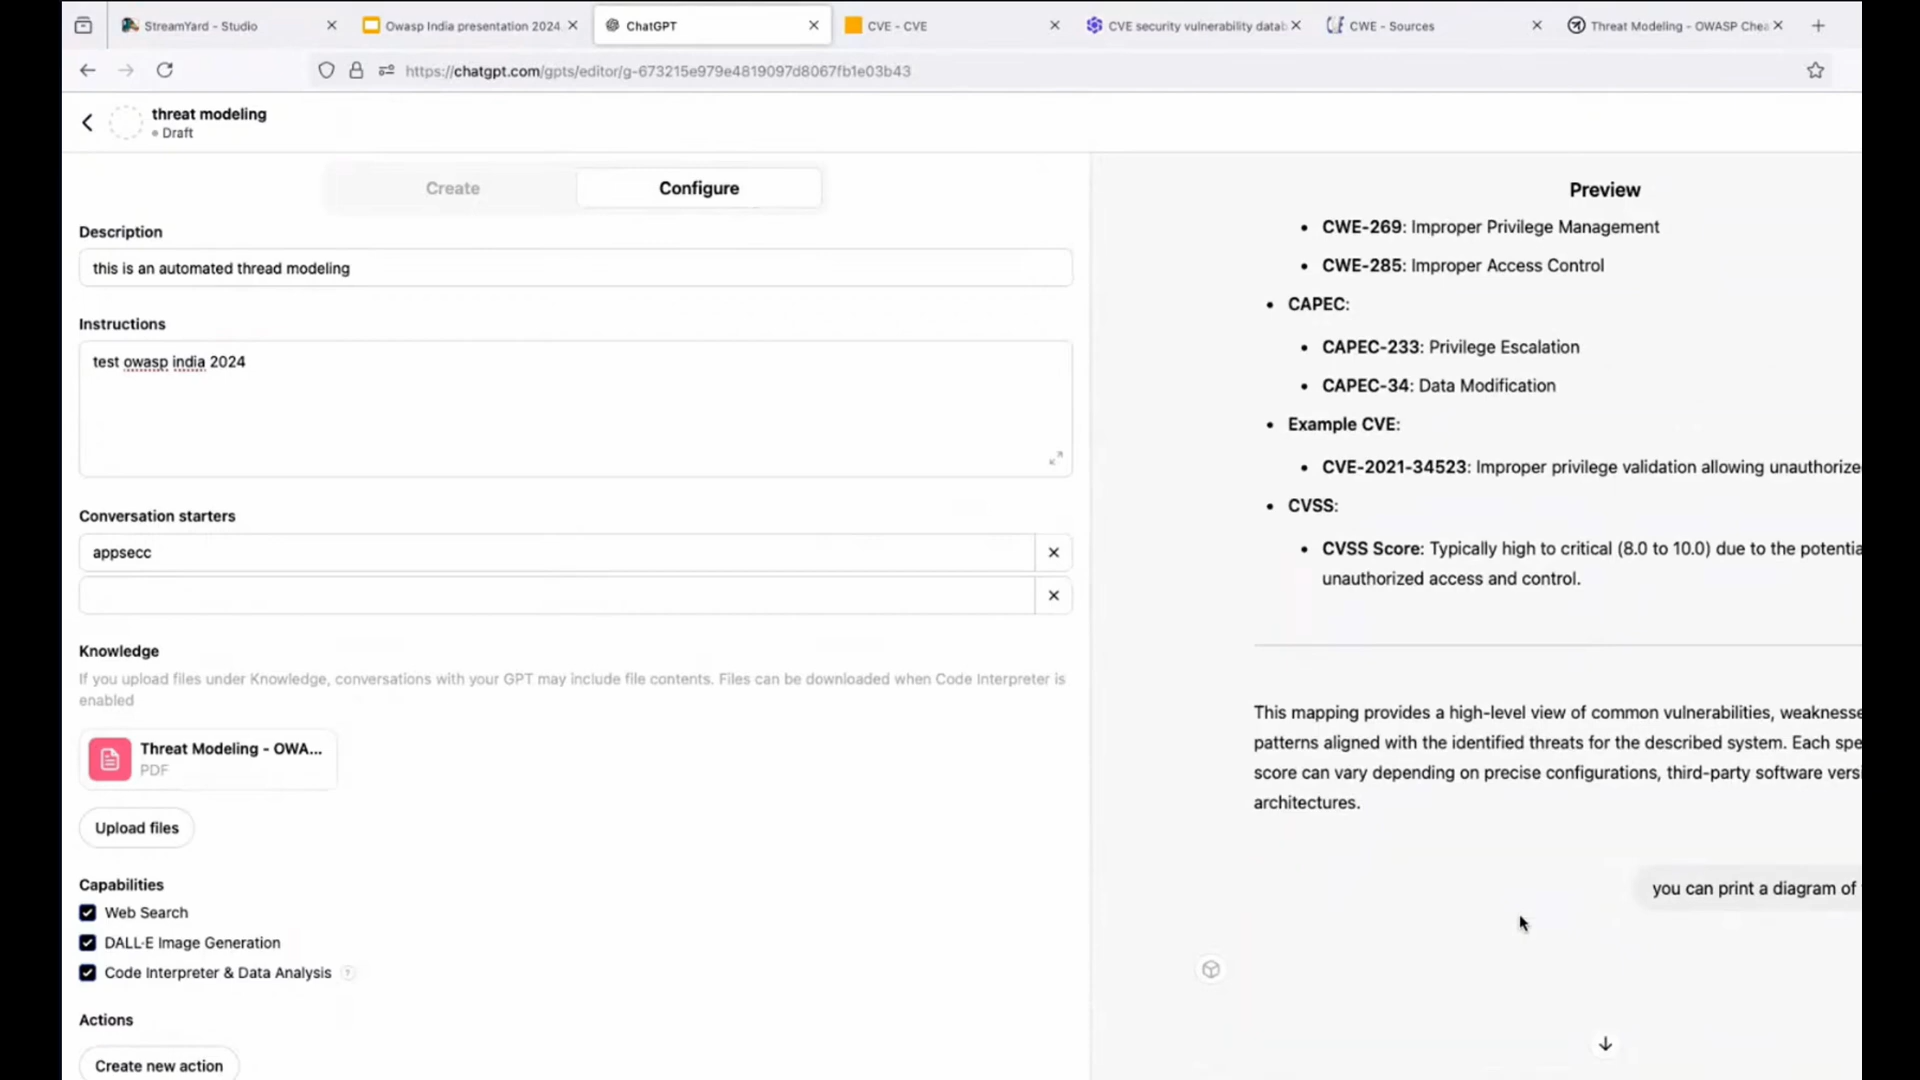 StreamYard - Studio
Owasp India presentation 2024
ChatGPT
CVE - CVE
CVE security vulnerability datab
CWE - Sources
Threat Modeling - OWASP Chea
https://chatgpt.com/gpts/editor/g-673215e979e4819097d8067fb1e03b43
threat modeling
Draft
Create
Configure
Description
this is an automated thread modeling
Instructions
test owasp india 2024
Conversation starters
appsecc
Knowledge
If you upload files under Knowledge, conversations with your GPT may include file contents. Files can be downloaded when Code Interpreter is
enabled
Threat Modeling - OWA...
PDF
Upload files
Capabilities
Web Search
DALL·E Image Generation
Code Interpreter & Data Analysis ?
Actions
Create new action
Preview
• CWE-269: Improper Privilege Management
• CWE-285: Improper Access Control
• CAPEC:
• CAPEC-233: Privilege Escalation
• CAPEC-34: Data Modification
• Example CVE:
• CVE-2021-34523: Improper privilege validation allowing unauthorize
• CVSS:
• CVSS Score: Typically high to critical (8.0 to 10.0) due to the potentia
unauthorized access and control.
This mapping provides a high-level view of common vulnerabilities, weaknesse
patterns aligned with the identified threats for the described system. Each spe
score can vary depending on precise configurations, third-party software versi
architectures.
you can print a diagram of